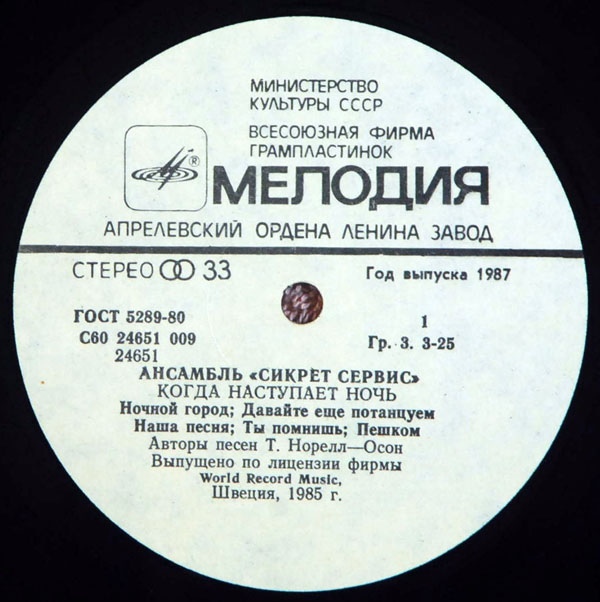 МИНИСТЕРСТВО
КУЛЬТУРЫ СССР
ВСЕСОЮЗНАЯ ФИРМА
ГРАМПЛАСТИНОК
®
МЕЛОДИЯ
АПРЕЛЕВСКИЙ ОРДЕНА ЛЕНИНА ЗАВОД
СТЕРЕО 33
Год выпуска 1987
ГОСТ 5289-80
С60 24651 009
24651
1
Гр. 3. 3-25
АНСАМБЛЬ «СИКРЕТ СЕРВИС»
КОГДА НАСТУПАЕТ НОЧЬ
Ночной город; Давайте еще потанцуем
Наша песня; Ты помнишь; Пешком
Авторы песен Т. Норелл—Осон
Выпущено по лицензии фирмы
World Record Music,
Швеция, 1985 г.